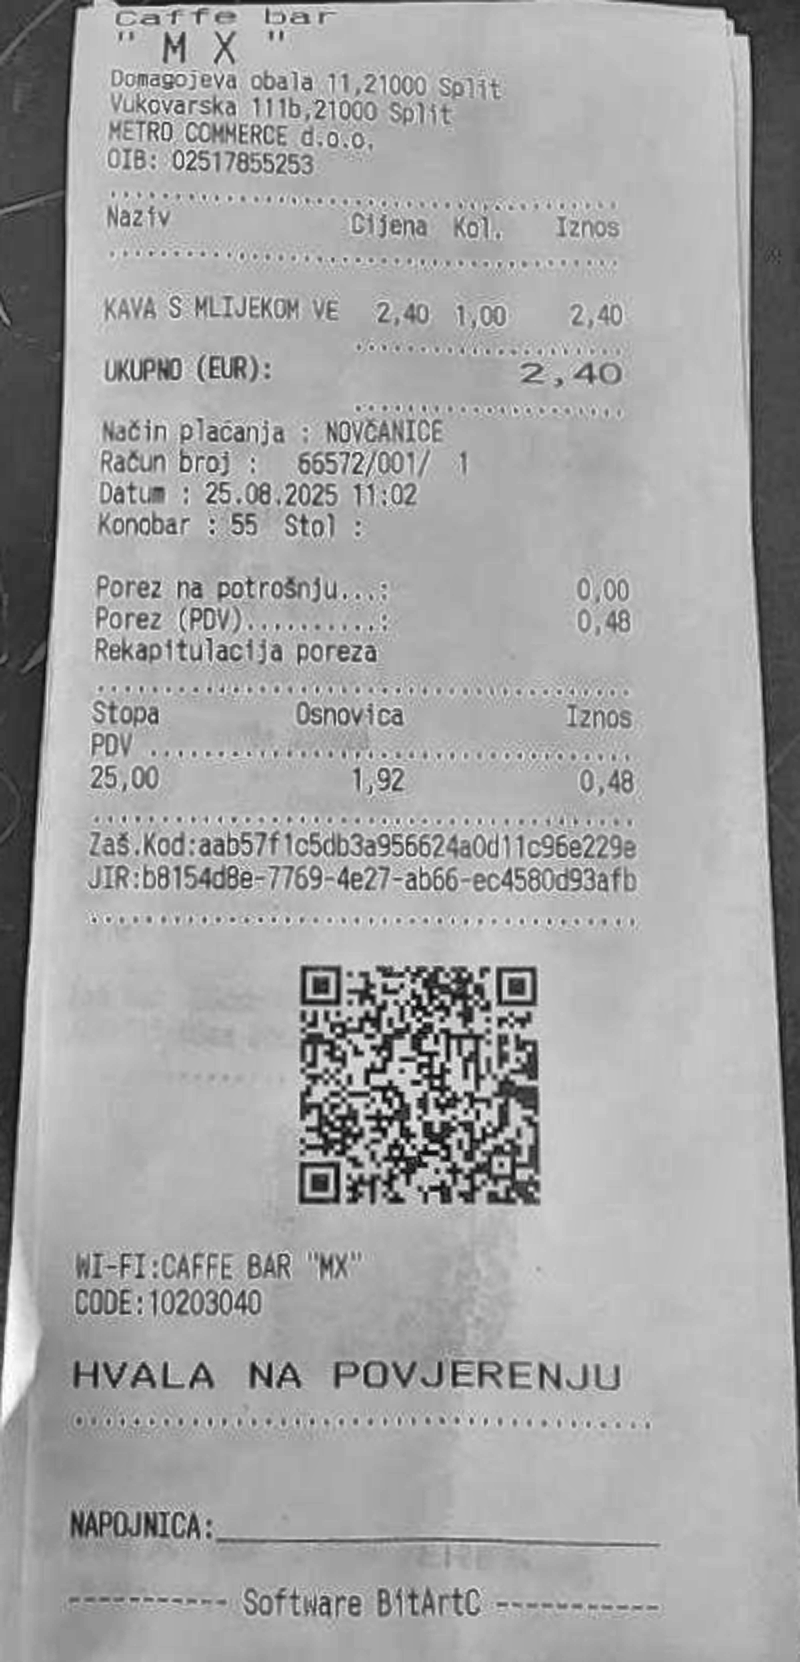 Caffe bar
" M X "
Domagojeva obala 11,21000 Split
Vukovarska 111b,21000 Split
METRO COMMERCE d.o.o.
OIB: 02517855253
Naziv Cijena Kol. Iznos
KAVA S MLIJEKOM VE 2,40 1,00 2,40
UKUPNO (EUR): 2,40
Način plaćanja : NOVČANICE
Račun broj : 66572/001/ 1
Datum : 25.08.2025 11:02
Konobar : 55 Stol :
Porez na potrošnju...: 0,00
Porez (PDV)..........: 0,48
Rekapitulacija poreza
Stopa Osnovica Iznos
PDV
25,00 1,92 0,48
Zaš.Kod:aab57f1c5db3a956624a0d11c96e229e
JIR:b8154d8e-7769-4e27-ab66-ec4580d93afb
WI-FI:CAFFE BAR "MX"
CODE:10203040
HVALA NA POVJERENJU
NAPOJNICA:
----------- Software BitArtC -----------